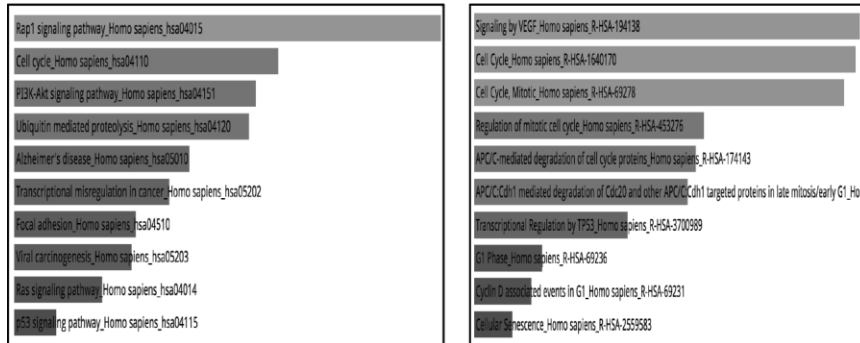 Rap1 signaling pathway_Homo sapiens_hsa04015
Cell cycle_Homo sapiens_hsa04110
PI3K-Akt signaling pathway_Homo sapiens_hsa04151
Ubiquitin mediated proteolysis_Homo sapiens_hsa04120
Alzheimer's disease_Homo sapiens_hsa05010
Transcriptional misregulation in cancer_Homo sapiens_hsa05202
Focal adhesion_Homo sapiens_hsa04510
Viral carcinogenesis_Homo sapiens_hsa05203
Ras signaling pathway_Homo sapiens_hsa04014
p53 signaling pathway_Homo sapiens_hsa04115
Signaling by VEGF_Homo sapiens_R-HSA-194138
Cell Cycle_Homo sapiens_R-HSA-1640170
Cell Cycle, Mitotic_Homo sapiens_R-HSA-69278
Regulation of mitotic cell cycle_Homo sapiens_R-HSA-453276
APC/C-mediated degradation of cell cycle proteins_Homo sapiens_R-HSA-174143
APC/C:Cdh1 mediated degradation of Cdc20 and other APC/C:Cdh1 targeted proteins in late mitosis/early G1_Ho
Transcriptional Regulation by TP53_Homo sapiens_R-HSA-3700989
G1 Phase_Homo sapiens_R-HSA-69236
Cyclin D associated events in G1_Homo sapiens_R-HSA-69231
Cellular Senescence_Homo sapiens_R-HSA-2559583